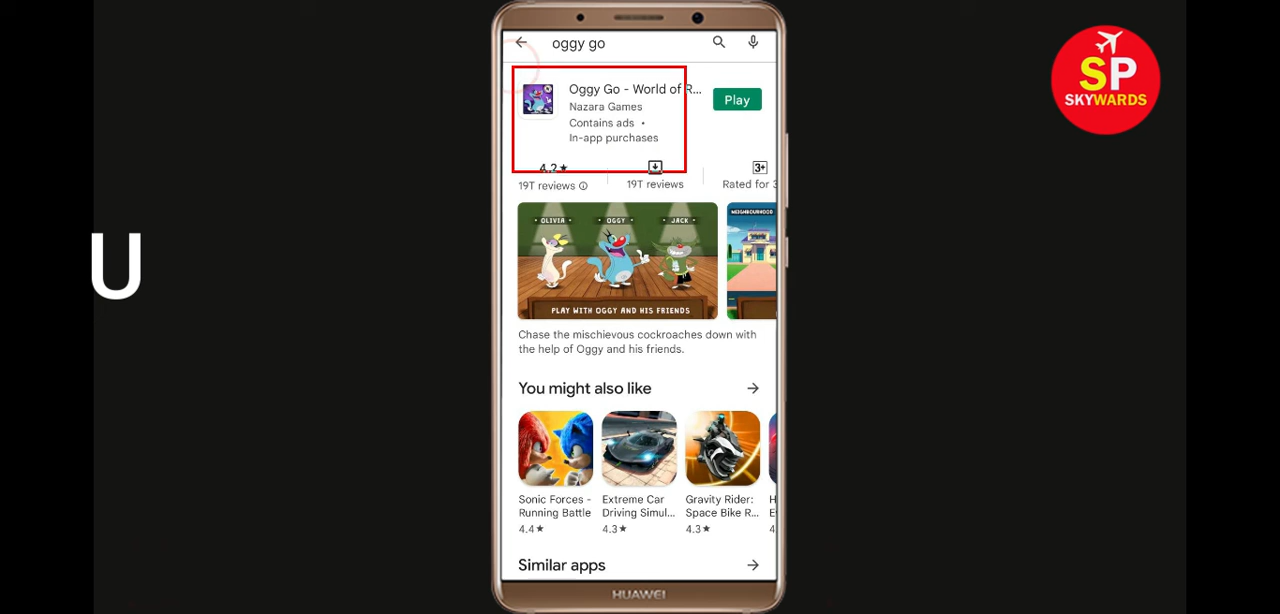 oggy go
SP
SKYWARDS
Oggy Go - World of R...
Nazara Games
Contains ads •
In-app purchases
Play
4.2★
3+
19T reviews
19T reviews
Rated for 3
OLIVIA
OGGY
JACK
NEIGHBOURHOOD
PLAY WITH OGGY AND HIS FRIENDS
U
Chase the mischievous cockroaches down with
the help of Oggy and his friends.
You might also like
Sonic Forces -
Running Battle
4.4★
Extreme Car
Driving Simul...
4.3★
Gravity Rider:
Space Bike R...
4.3★
H
E
4
Similar apps
HUAWEI